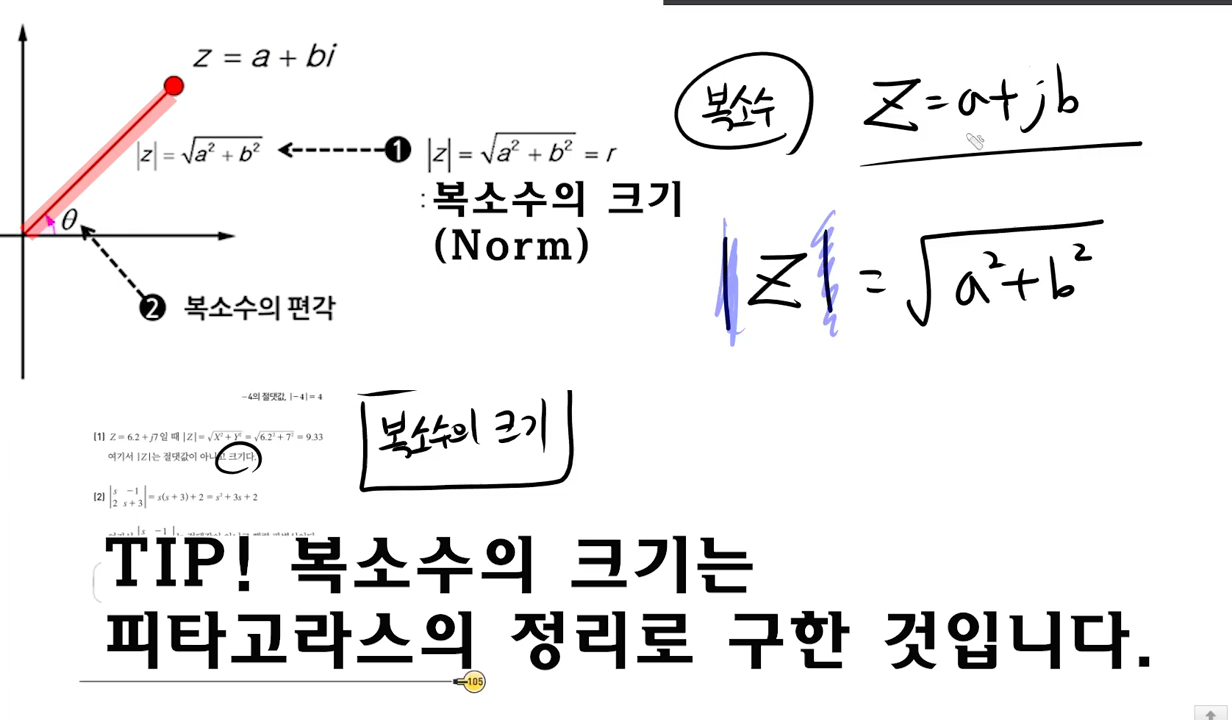 z = a + bi
|z| = √(a² + b²)
θ
❶ |z| = √(a² + b²) = r
: 복소수의 크기
(Norm)
❷ 복소수의 편각
복소수
Z = a + jb
|Z| = √(a² + b²)
-4의 절댓값, |-4| = 4
(1) Z = 6.2 + j7일 때 |Z| = √(X² + Y²) = √(6.2² + 7²) = 9.33
여기서 |Z|는 절댓값이 아니고 크기다.
(2) |s -1|
|2 s+3| = s(s + 3) + 2 = s² + 3s + 2
복소수의 크기
TIP! 복소수의 크기는
피타고라스의 정리로 구한 것입니다.
105